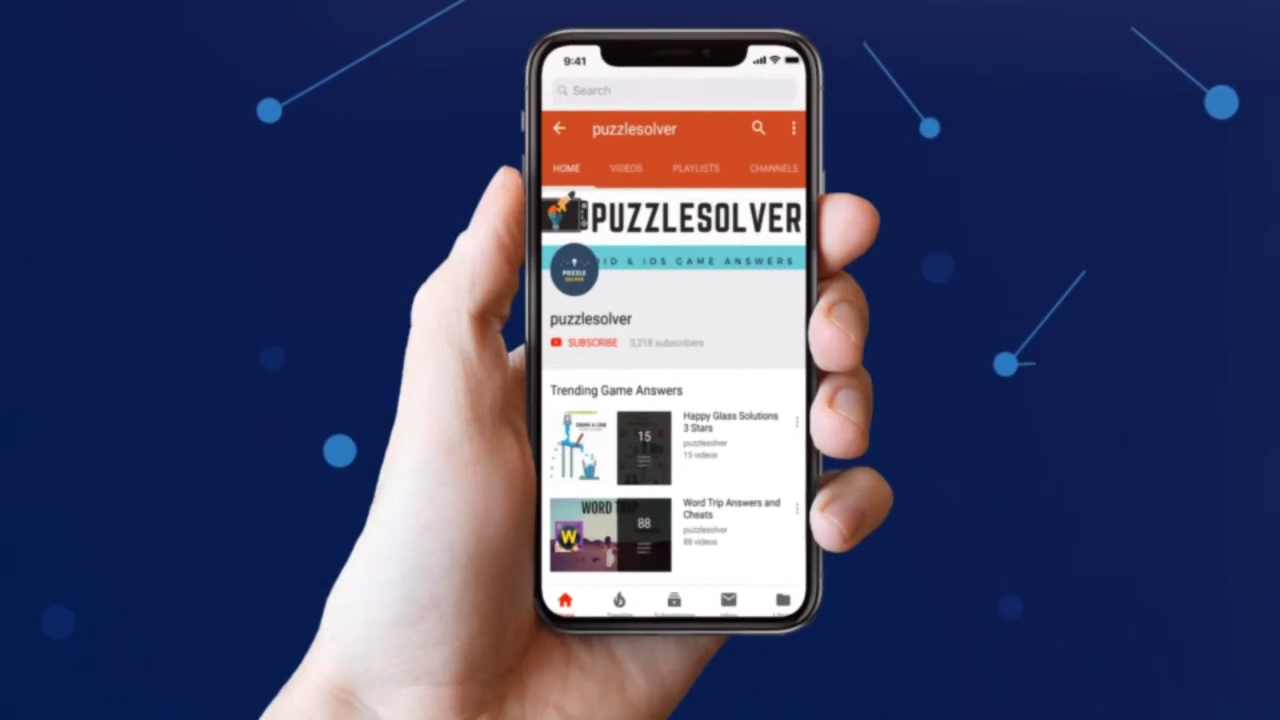 9:41
Search
puzzlesolver
HOME VIDEOS PLAYLISTS CHANNELS
PUZZLESOLVER
ID & IOS GAME ANSWERS
PUZZLE
SOLVER
puzzlesolver
SUBSCRIBE 3,218 subscribers
Trending Game Answers
15
Happy Glass Solutions
3 Stars
puzzlesolver
15 videos
WORD TRIP
W
88
Word Trip Answers and
Cheats
puzzlesolver
88 videos